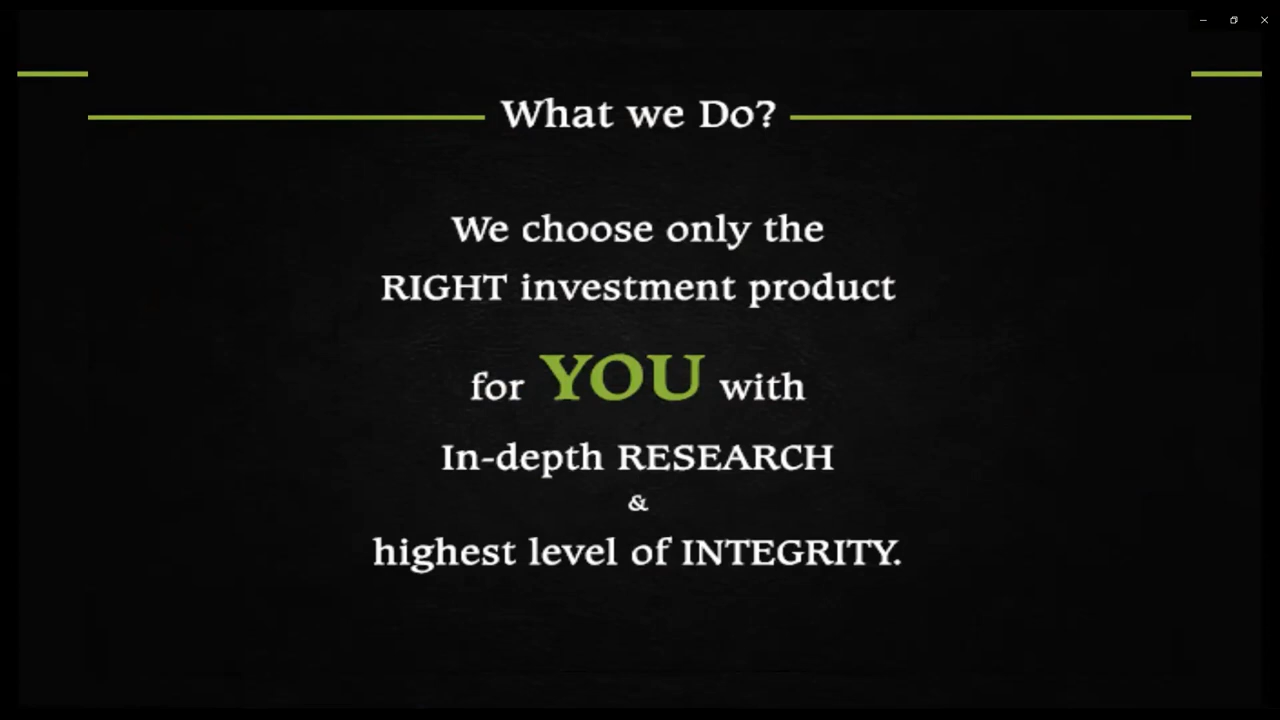 What we Do?
We choose only the
RIGHT investment product
for YOU with
In-depth RESEARCH
&
highest level of INTEGRITY.